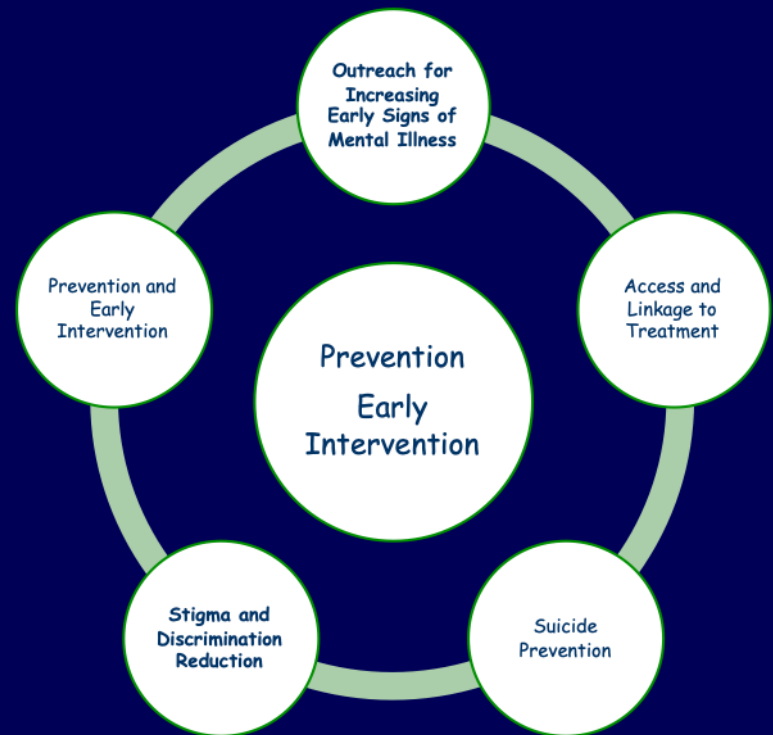 Outreach for
Increasing
Early Signs of
Mental Illness
Access and
Linkage to
Treatment
Suicide
Prevention
Stigma and
Discrimination
Reduction
Prevention and
Early
Intervention
Prevention
Early
Intervention